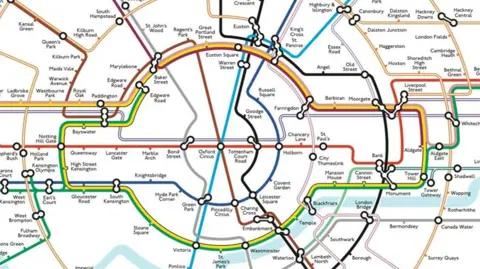 Crescent
Highbury &
Islington
Canonbury
Dalston
Kingsland
Hackney
Downs
Hackney
Central
South
Hampstead
Kensal
Green
Queen's
Park
Kilburn
High Road
St. John's
Wood
Regent's
Park
Great
Portland
Street
Euston
King's
Cross
St.
Pancras
Dalston Junction
London Fields
Kilburn Park
Maida Vale
Warwick
Avenue
Marylebone
Baker
Street
Euston Square
Warren
Street
Essex
Road
Haggerston
Cambridge
Heath
Angel
Old
Street
Hoxton
Shoreditch
High Street
Bethnal
Green
Ladbroke
Grove
Westbourne
Park
Royal
Oak
Edgware
Road
Paddington
Edgware
Road
Russell
Square
Barbican
Moorgate
Liverpool
Street
Farringdon
Goodge
Street
Bayswater
Chancery
Lane
St.
Paul's
Aldgate
Whitechapel
Notting
Hill Gate
Queensway
Lancaster
Gate
Marble
Arch
Bond
Street
Oxford
Circus
Tottenham
Court
Road
Holborn
Bank
Aldgate
East
Shepherd's
Bush
Holland
Park
Kensington
Olympia
High Street
Kensington
City
Thameslink
Mansion
House
Cannon
Street
Tower
Gateway
Shadwell
Knightsbridge
Covent
Garden
Monument
Tower
Hill
Wapping
Earl's
Court
Gloucester
Road
South
Kensington
Hyde Park
Corner
Green
Park
Piccadilly
Circus
Leicester
Square
Charing
Cross
Temple
Blackfriars
London
Bridge
Rotherhithe
West
Brompton
Fulham
Broadway
Sloane
Square
Embankment
Bermondsey
Canada Water
Victoria
St.
James's
Park
Westminster
Waterloo
Southwark
Surrey Quays
Pimlico
Lambeth
North
Borough